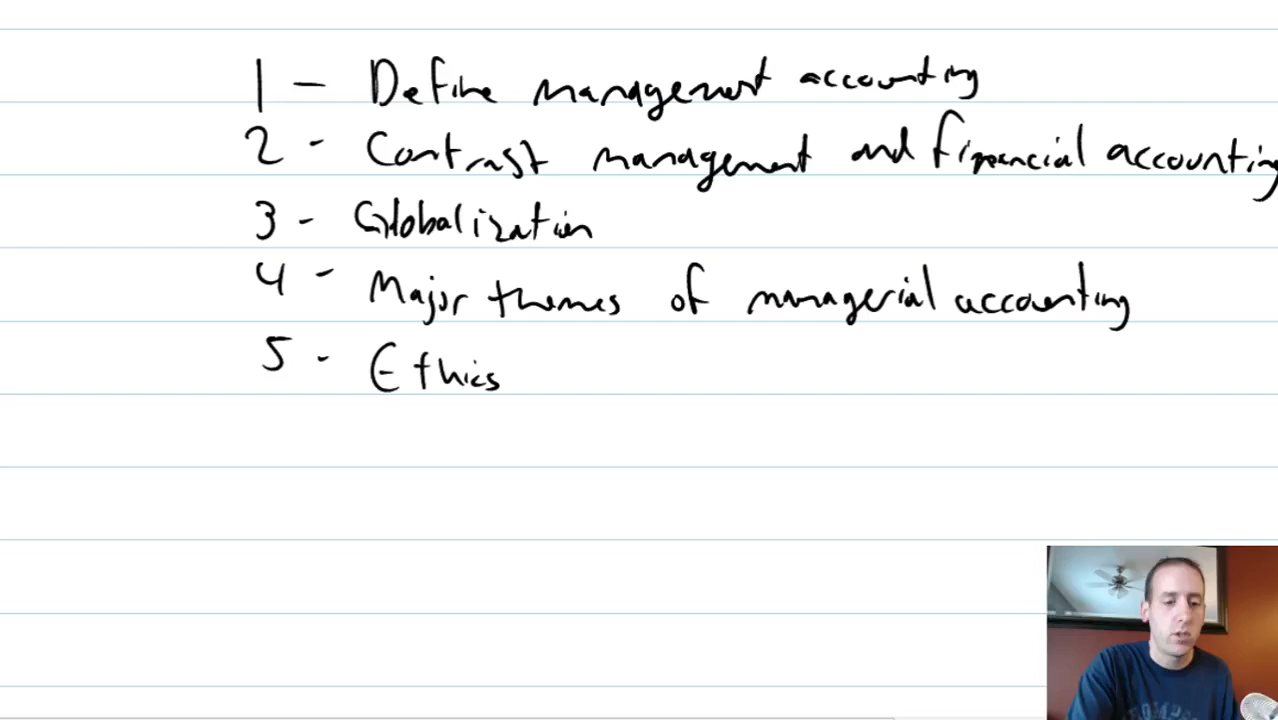 1 - Define management accounting
2 - Contrast management and financial accounting
3 - Globalization
4 - Major themes of managerial accounting
5 - Ethics